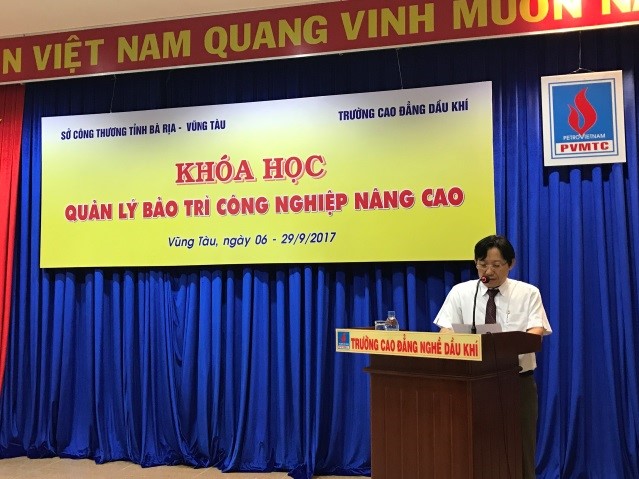 N VIỆT NAM QUANG VINH MUÔN NĂ
SỞ CÔNG THƯƠNG TỈNH BÀ RỊA - VŨNG TÀU
TRƯỜNG CAO ĐẲNG DẦU KHÍ
KHÓA HỌC
QUẢN LÝ BẢO TRÌ CÔNG NGHIỆP NÂNG CAO
Vũng Tàu, ngày 06 - 29/9/2017
PETROVIETNAM
PVMTC
TRƯỜNG CAO ĐẲNG NGHỀ DẦU KHÍ